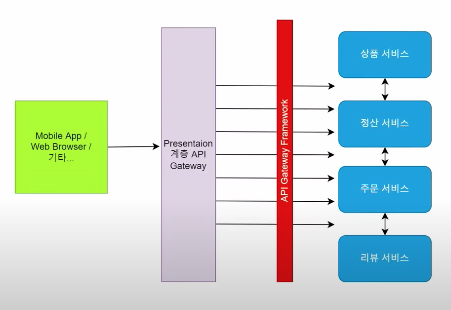 Mobile App /
Web Browser /
기타...
Presentaion
계층 API
Gateway
API Gateway Framework
상품 서비스
정산 서비스
주문 서비스
리뷰 서비스